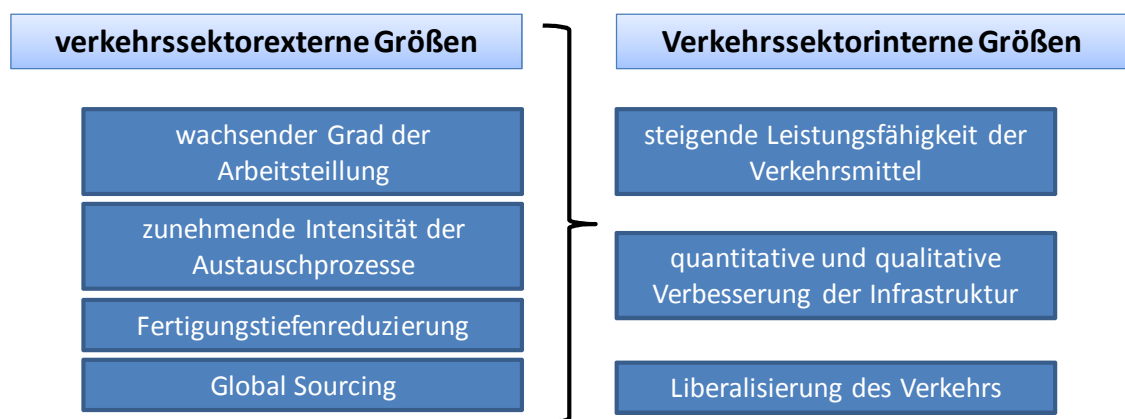 verkehrssektorexterne Größen
wachsender Grad der
Arbeitsteillung
zunehmende Intensität der
Austauschprozesse
Fertigungstiefenreduzierung
Global Sourcing
Verkehrssektorinterne Größen
steigende Leistungsfähigkeit der
Verkehrsmittel
quantitative und qualitative
Verbesserung der Infrastruktur
Liberalisierung des Verkehrs